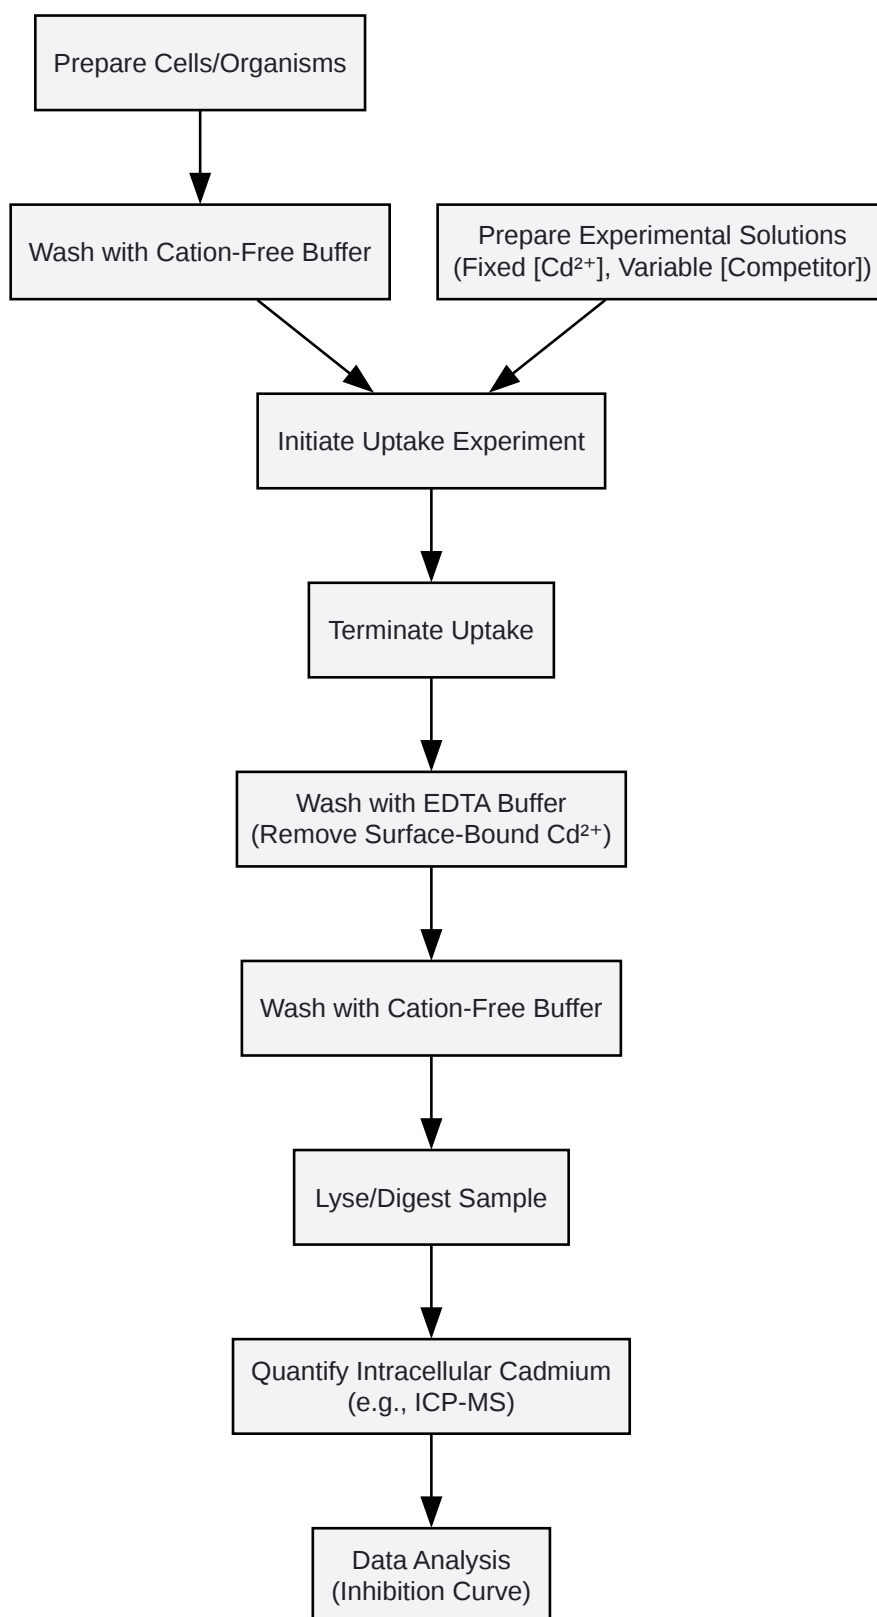 Prepare Cells/Organisms
Wash with Cation-Free Buffer
Prepare Experimental Solutions
(Fixed [Cd²⁺], Variable [Competitor])
Initiate Uptake Experiment
Terminate Uptake
Wash with EDTA Buffer
(Remove Surface-Bound Cd²⁺)
Wash with Cation-Free Buffer
Lyse/Digest Sample
Quantify Intracellular Cadmium
(e.g., ICP-MS)
Data Analysis
(Inhibition Curve)